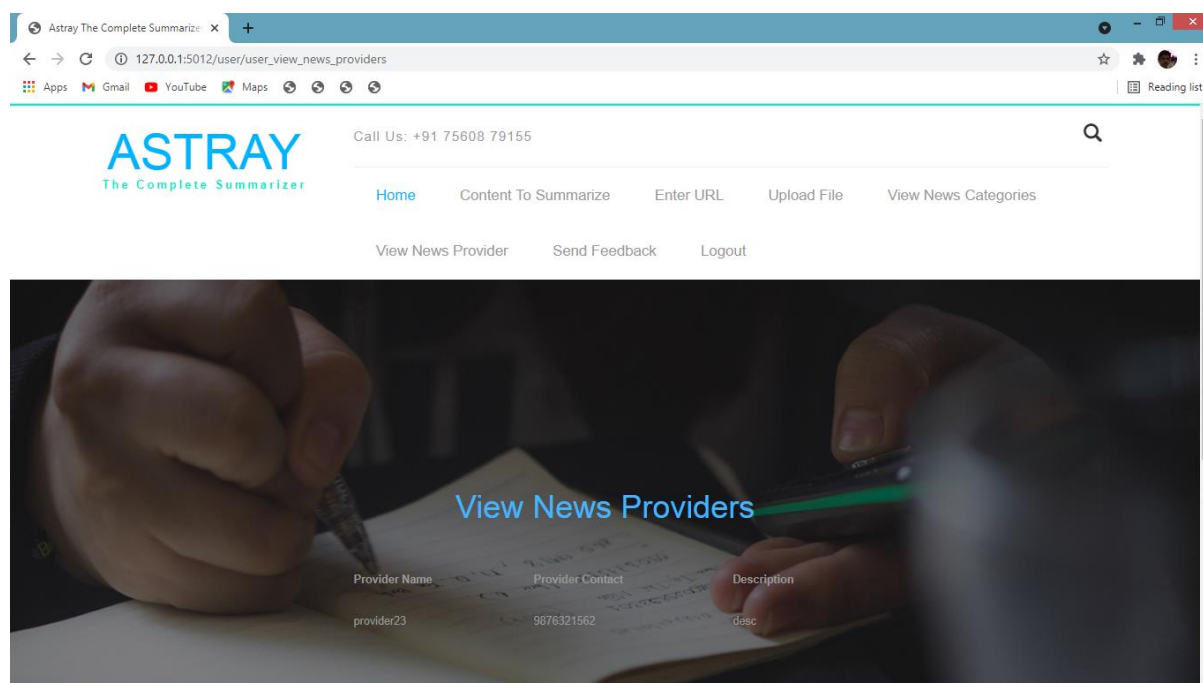 Astray The Complete Summarize
127.0.0.1:5012/user/user_view_news_providers
Apps Gmail YouTube Maps Reading list
ASTRAY
The Complete Summarizer
Call Us: +91 75608 79155
Home Content To Summarize Enter URL Upload File View News Categories
View News Provider Send Feedback Logout
View News Providers
Provider Name Provider Contact Description
provider23 9876321562 desc